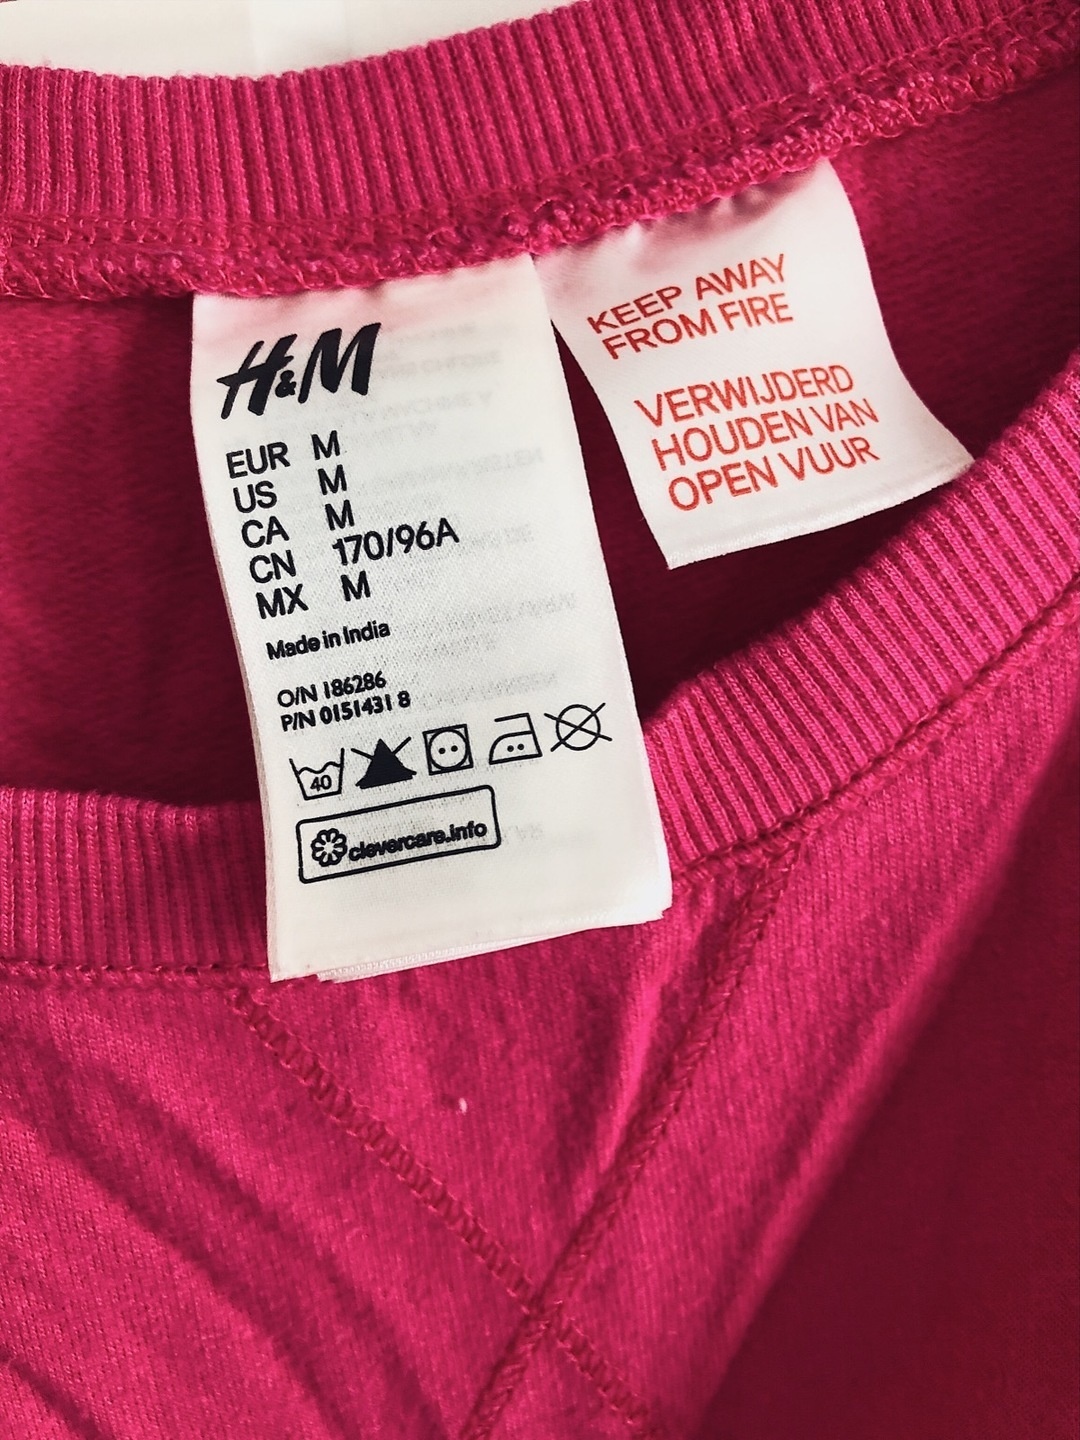 H&M
EUR M
US M
CA M
CN 170/96A
MX M
Made in India
O/N 186286
P/N 0151431 8
40
clevercare.info
KEEP AWAY
FROM FIRE
VERWIJDERD
HOUDEN VAN
OPEN VUUR